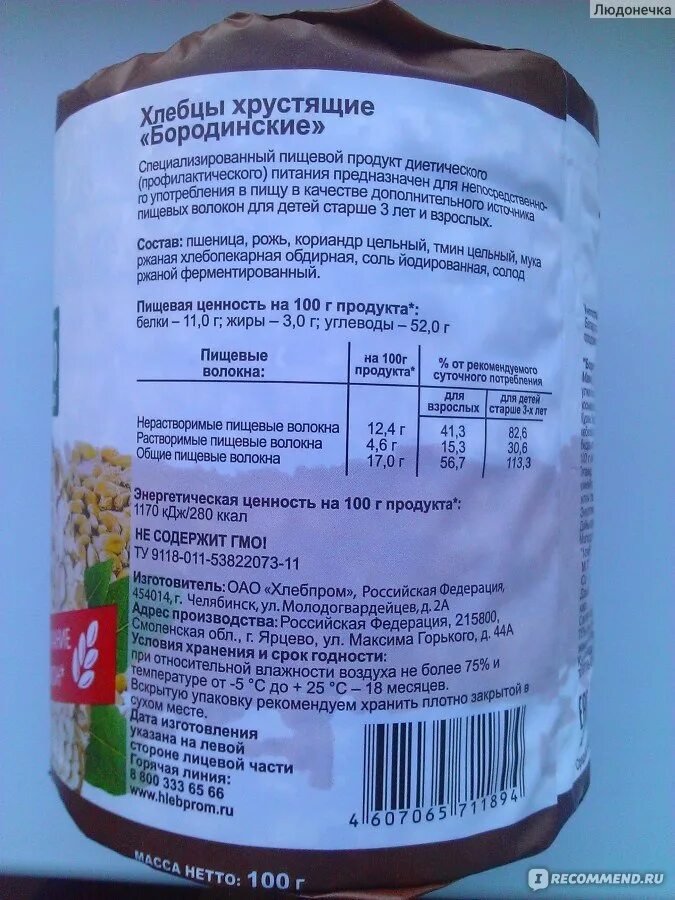 Людонечка
Хлебцы хрустящие
«Бородинские»
Специализированный пищевой продукт диетического
(профилактического) питания предназначен для непосредственно-
го употребления в пищу в качестве дополнительного источника
пищевых волокон для детей старше 3 лет и взрослых.
Состав: пшеница, рожь, кориандр цельный, тмин цельный, мука
ржаная хлебопекарная обдирная, соль йодированная, солод
ржаной ферментированный.
Пищевая ценность на 100 г продукта*:
белки – 11,0 г; жиры – 3,0 г; углеводы – 52,0 г
Пищевые волокна: на 100г продукта* % от рекомендуемого суточного потребления
для взрослых для детей старше 3-х лет
Нерастворимые пищевые волокна 12,4 г 41,3 82,6
Растворимые пищевые волокна 4,6 г 15,3 30,6
Общие пищевые волокна 17,0 г 56,7 113,3
Энергетическая ценность на 100 г продукта*:
1170 кДж/280 ккал
НЕ СОДЕРЖИТ ГМО!
ТУ 9118-011-53822073-11
Изготовитель: ОАО «Хлебпром», Российская Федерация,
454014, г. Челябинск, ул. Молодогвардейцев, д. 2А
Адрес производства: Российская Федерация, 215800,
Смоленская обл., г. Ярцево, ул. Максима Горького, д. 44А
Условия хранения и срок годности:
при относительной влажности воздуха не более 75% и
температуре от -5 °С до + 25 °С – 18 месяцев.
Вскрытую упаковку рекомендуем хранить плотно закрытой в
сухом месте.
Дата изготовления
указана на левой
стороне лицевой части
Горячая линия:
8 800 333 65 66
www.hlebprom.ru
4 607065 711894
МАССА НЕТТО: 100 г
IRECOMMEND.RU